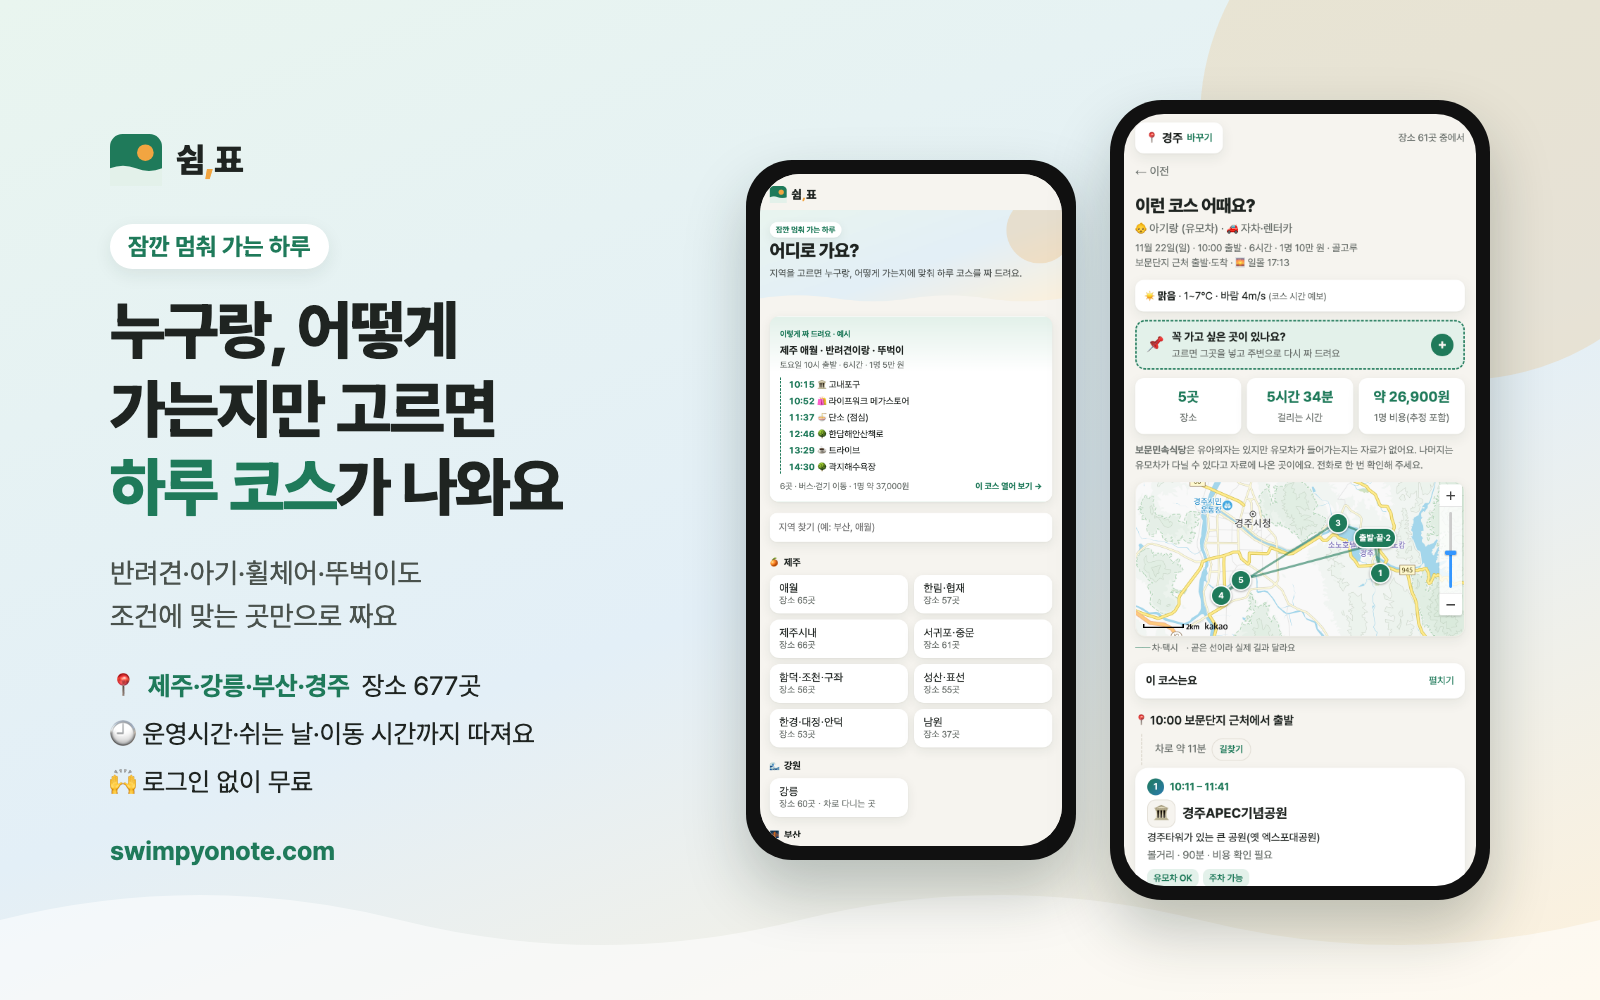 쉼,표
잠깐 멈춰 가는 하루
누구랑, 어떻게
가는지만 고르면
하루 코스가 나와요
반려견·아기·휠체어·뚜벅이도
조건에 맞는 곳만으로 짜요
제주·강릉·부산·경주 장소 677곳
운영시간·쉬는 날·이동 시간까지 따져요
로그인 없이 무료
swimpyonote.com
쉼,표
잠깐 멈춰 가는 하루
어디로 가요?
지역을 고르면 누구랑, 어떻게 가는지에 맞춰 하루 코스를 짜 드려요.
이렇게 짜 드려요 · 예시
제주 애월 · 반려견이랑 · 뚜벅이
토요일 10시 출발 · 6시간 · 1명 5만 원
10:15 고내포구
10:52 라이프워크 메가스토어
11:37 단소 (점심)
12:46 한담해안산책로
13:29 트라이브
14:30 곽지해수욕장
6곳 · 버스·걷기 이동 · 1명 약 37,000원
이 코스 열어 보기 →
지역 찾기 (예: 부산, 애월)
제주
애월
장소 65곳
한림·협재
장소 57곳
제주시내
장소 66곳
서귀포·중문
장소 61곳
함덕·조천·구좌
장소 56곳
성산·표선
장소 55곳
한경·대정·안덕
장소 53곳
남원
장소 37곳
강원
강릉
장소 60곳 · 차로 다니는 곳
부산
경주 바꾸기
장소 61곳 중에서
← 이전
이런 코스 어때요?
아기랑 (유모차) · 자차·렌터카
11월 22일(일) · 10:00 출발 · 6시간 · 1명 10만 원 · 골고루
보문단지 근처 출발·도착 · 일몰 17:13
맑음 · 1~7°C · 바람 4m/s (코스 시간 예보)
꼭 가고 싶은 곳이 있나요?
고르면 그곳을 넣고 주변으로 다시 짜 드려요
+
5곳
장소
5시간 34분
걸리는 시간
약 26,900원
1명 비용(추정 포함)
보문민속식당은 유아의자는 있지만 유모차가 들어가는지는 자료가 없어요. 나머지는
유모차가 다닐 수 있다고 자료에 나온 곳이에요. 전화로 한 번 확인해 주세요.
경주시민
운동장
경주시청
3
출발·끝·2
소노호
경주
1
945
5
4
+
−
2km kakao
차·택시 · 곧은 선이라 실제 길과 달라요
이 코스는요
펼치기
10:00 보문단지 근처에서 출발
차로 약 11분 길찾기
1 10:11 – 11:41
경주APEC기념공원
경주타워가 있는 큰 공원(옛 엑스포대공원)
볼거리 · 90분 · 비용 확인 필요
유모차 OK 주차 가능